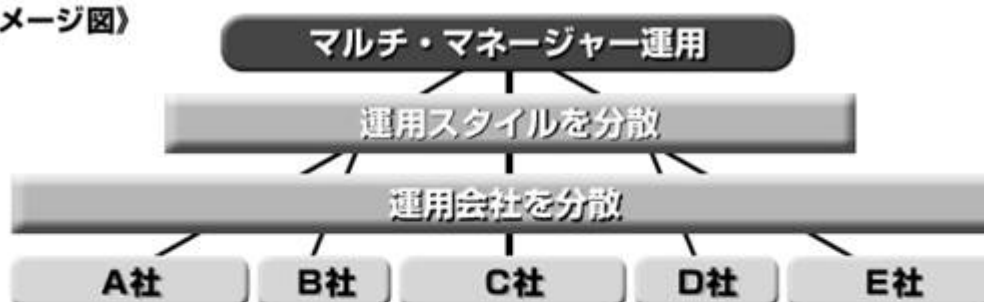 メージ図》
マルチ・マネージャー運用
運用スタイルを分散
運用会社を分散
A社 B社 C社 D社 E社